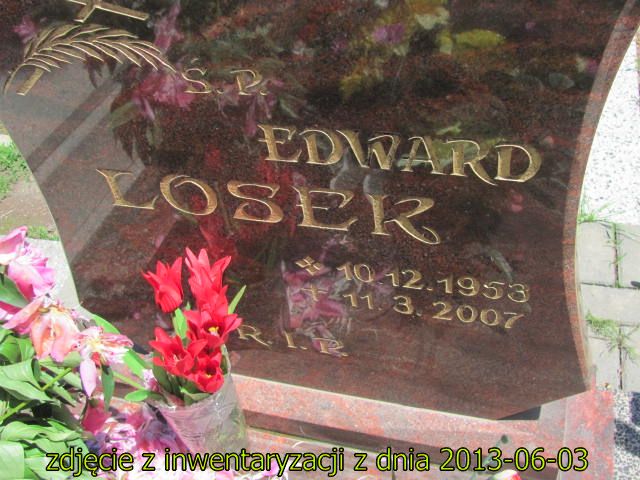 Ś. P.
EDWARD
LOSEK
10.12.1953
+ 11.3.2007
R.I.P.
zdjęcie z inwentaryzacji z dnia 2013-06-03